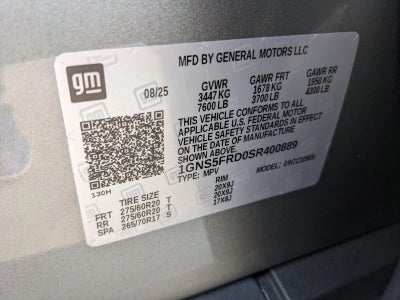 gm
MFD BY GENERAL MOTORS LLC
08/25
GVWR GAWR FRT GAWR RR
3447 KG 1678 KG 1950 KG
7600 LB 3700 LB 4300 LB
THIS VEHICLE CONFORMS TO ALL
APPLICABLE U.S. FEDERAL MOTOR
VEHICLE SAFETY STANDARDS IN
EFFECT ON THE DATE OF
MANUFACTURE SHOWN ABOVE.
1GNS5FRD0SR400889
TYPE: MPV MODEL:
130H
TIRE SIZE RIM
FRT 275/60R20 T 20X9J
RR 275/60R20 T 20X9J
SPA 265/70R17 S 17X8J